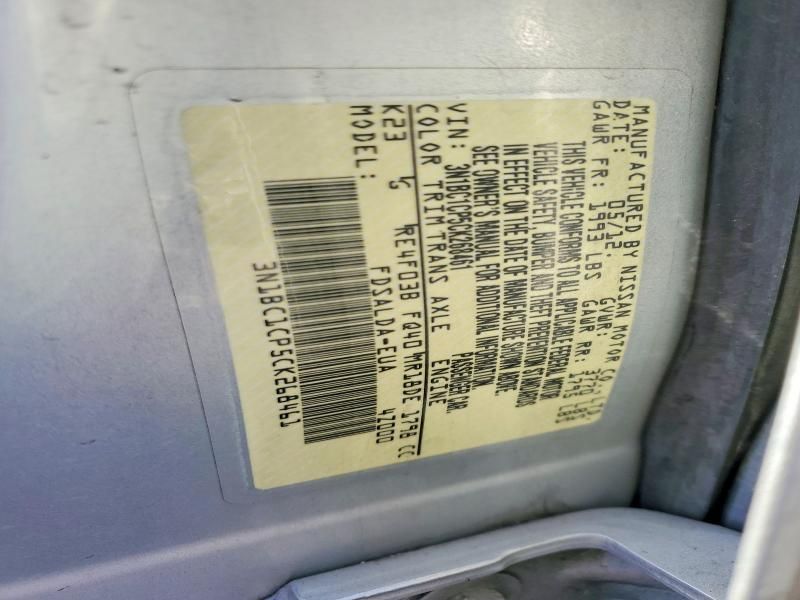 MANUFACTURED BY NISSAN MOTOR CO.,LTD.
DATE: 05/12. GVWR: 3770 LBS
GAWR FR: 1993 LBS GAWR RR: 1795 LBS
THIS VEHICLE CONFORMS TO ALL APPLICABLE FEDERAL MOTOR
VEHICLE SAFETY, BUMPER AND THEFT PREVENTION STANDARDS
IN EFFECT ON THE DATE OF MANUFACTURE SHOWN ABOVE.
SEE OWNER'S MANUAL FOR ADDITIONAL INFORMATION.
VIN: 3N1BC1CP5CK268461 PASSENGER CAR
COLOR TRIM TRANS AXLE ENGINE
K23 G RE4F03B FQ40 MR18DE 1798 CC
MODEL: FDSALDA-EUA 4Z000
3N1BC1CP5CK268461